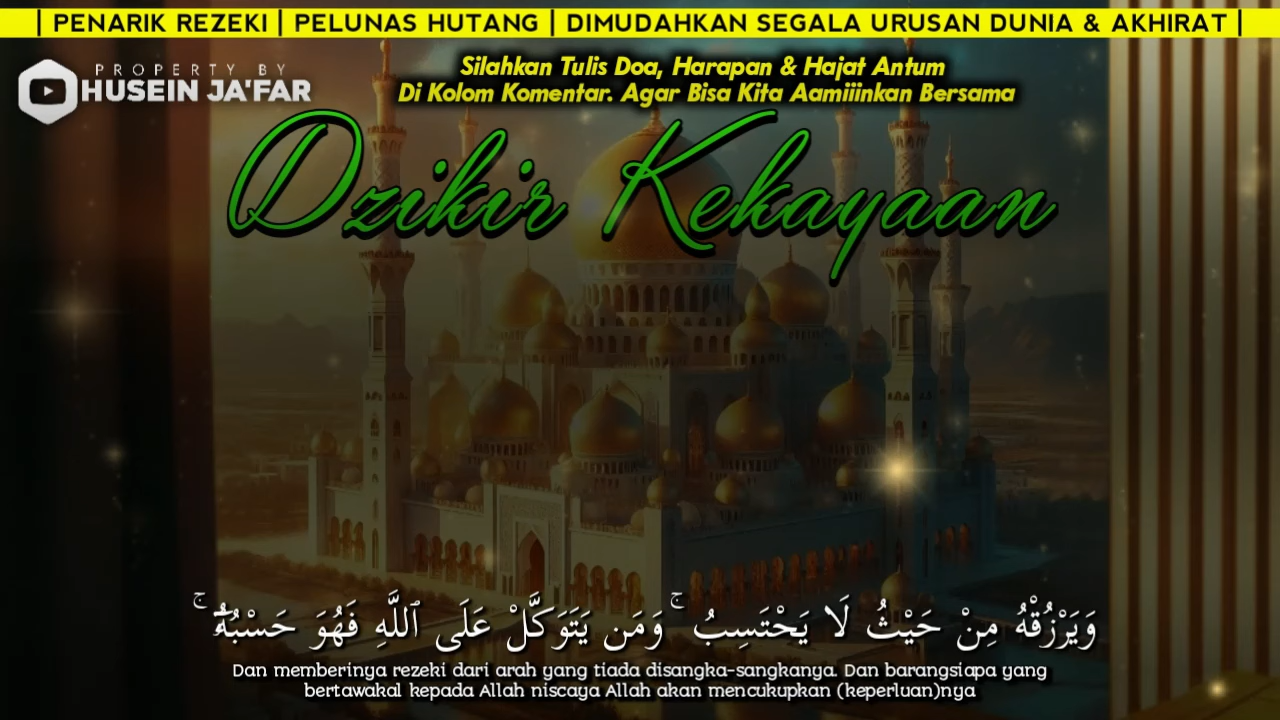 | PENARIK REZEKI | PELUNAS HUTANG | DIMUDAHKAN SEGALA URUSAN DUNIA & AKHIRAT |
PROPERTY BY
HUSEIN JA'FAR
Silahkan Tulis Doa, Harapan & Hajat Antum
Di Kolom Komentar. Agar Bisa Kita Aamiiinkan Bersama
Dzikir Kekayaan
وَيَرْزُقْهُ مِنْ حَيْثُ لَا يَحْتَسِبُ ۚ وَمَن يَتَوَكَّلْ عَلَى ٱللَّهِ فَهُوَ حَسْبُهُۥٓ ۚ
Dan memberinya rezeki dari arah yang tiada disangka-sangkanya. Dan barangsiapa yang
bertawakal kepada Allah niscaya Allah akan mencukupkan (keperluan)nya